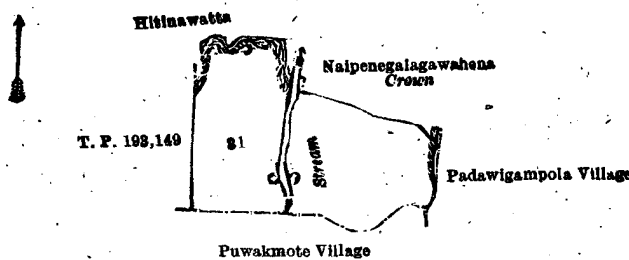 Hitinawatta
Naipenegalagawahena
Crown
T. P. 193,149
81
Stream
Padawigampola Village
Puwakmote Village